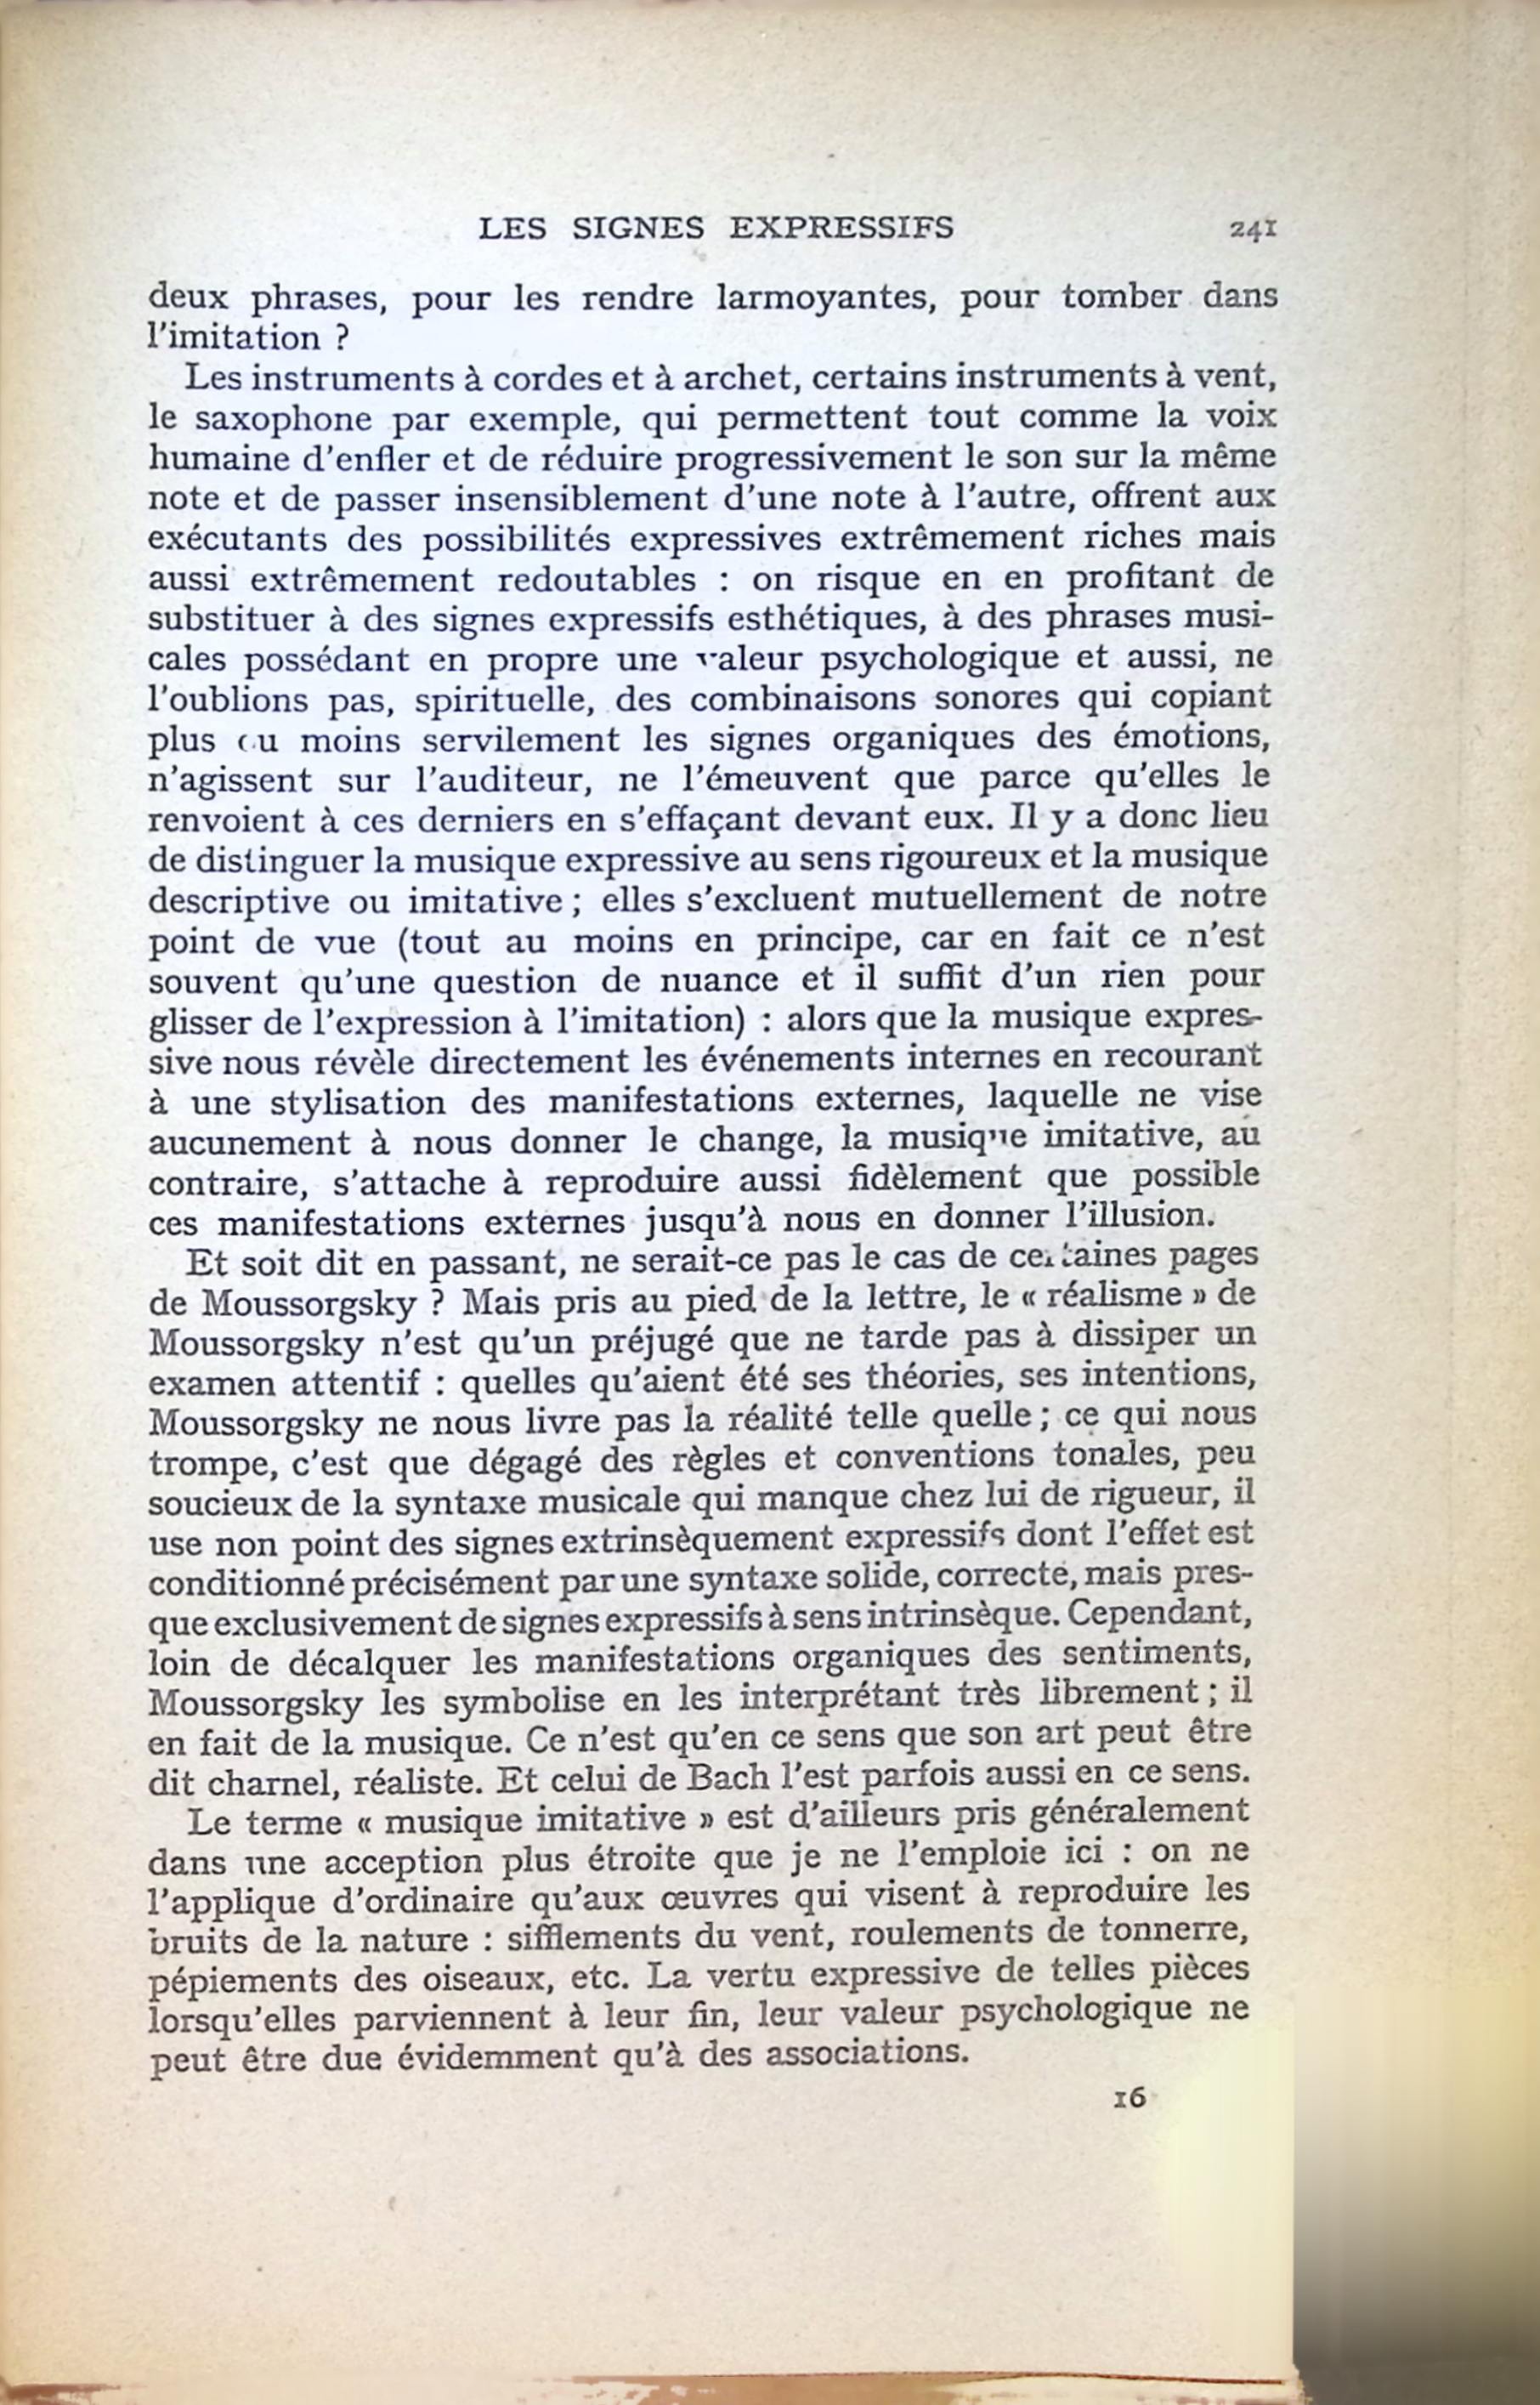 LES SIGNES EXPRESSIFS 241
deux phrases, pour les rendre larmoyantes, pour tomber dans
l'imitation ?
Les instruments à cordes et à archet, certains instruments à vent,
le saxophone par exemple, qui permettent tout comme la voix
humaine d'enfler et de réduire progressivement le son sur la même
note et de passer insensiblement d'une note à l'autre, offrent aux
exécutants des possibilités expressives extrêmement riches mais
aussi extrêmement redoutables : on risque en en profitant de
substituer à des signes expressifs esthétiques, à des phrases musi-
cales possédant en propre une valeur psychologique et aussi, ne
l'oublions pas, spirituelle, des combinaisons sonores qui copiant
plus ou moins servilement les signes organiques des émotions,
n'agissent sur l'auditeur, ne l'émeuvent que parce qu'elles le
renvoient à ces derniers en s'effaçant devant eux. Il y a donc lieu
de distinguer la musique expressive au sens rigoureux et la musique
descriptive ou imitative ; elles s'excluent mutuellement de notre
point de vue (tout au moins en principe, car en fait ce n'est
souvent qu'une question de nuance et il suffit d'un rien pour
glisser de l'expression à l'imitation) : alors que la musique expres-
sive nous révèle directement les événements internes en recourant
à une stylisation des manifestations externes, laquelle ne vise
aucunement à nous donner le change, la musique imitative, au
contraire, s'attache à reproduire aussi fidèlement que possible
ces manifestations externes jusqu'à nous en donner l'illusion.
Et soit dit en passant, ne serait-ce pas le cas de certaines pages
de Moussorgsky ? Mais pris au pied de la lettre, le « réalisme » de
Moussorgsky n'est qu'un préjugé que ne tarde pas à dissiper un
examen attentif : quelles qu'aient été ses théories, ses intentions,
Moussorgsky ne nous livre pas la réalité telle quelle ; ce qui nous
trompe, c'est que dégagé des règles et conventions tonales, peu
soucieux de la syntaxe musicale qui manque chez lui de rigueur, il
use non point des signes extrinsèquement expressifs dont l'effet est
conditionné précisément par une syntaxe solide, correcte, mais pres-
que exclusivement de signes expressifs à sens intrinsèque. Cependant,
loin de décalquer les manifestations organiques des sentiments,
Moussorgsky les symbolise en les interprétant très librement ; il
en fait de la musique. Ce n'est qu'en ce sens que son art peut être
dit charnel, réaliste. Et celui de Bach l'est parfois aussi en ce sens.
Le terme « musique imitative » est d'ailleurs pris généralement
dans une acception plus étroite que je ne l'emploie ici : on ne
l'applique d'ordinaire qu'aux œuvres qui visent à reproduire les
bruits de la nature : sifflements du vent, roulements de tonnerre,
pépiements des oiseaux, etc. La vertu expressive de telles pièces
lorsqu'elles parviennent à leur fin, leur valeur psychologique ne
peut être due évidemment qu'à des associations.
16